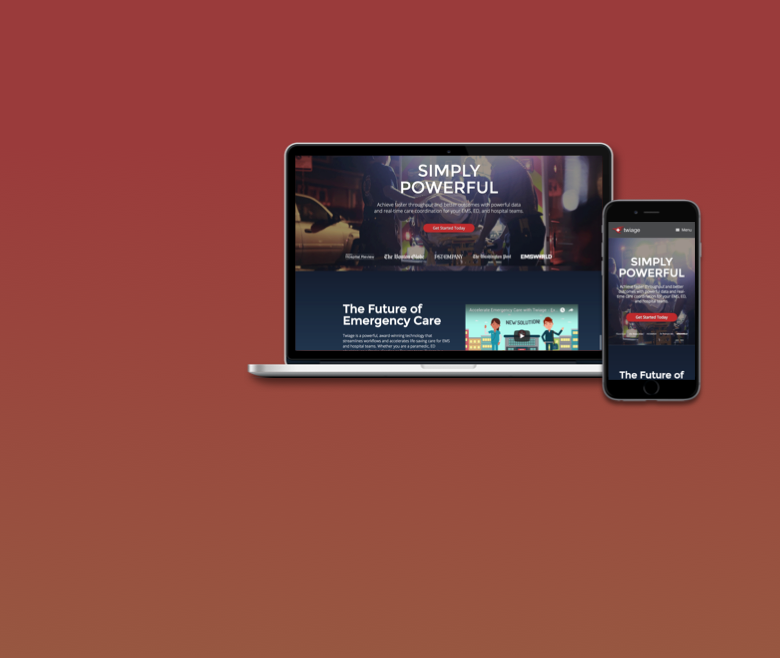 SIMPLY
POWERFUL
Achieve faster throughput and better outcomes with powerful data
and real-time care coordination for your EMS, ED, and hospital teams.
Get Started Today
Hospital Review
The Boston Globe
FAST COMPANY
The Washington Post
EMSWORLD
The Future of
Emergency Care
Twiage is a powerful, award winning technology that
streamlines workflows and accelerates life-saving care for EMS
and hospital teams. Whether you are a paramedic, ED
Accelerate Emergency Care with Twiage -
NEW SOLUTION
twiage
Menu
SIMPLY
POWERFUL
Achieve faster throughput and better
outcomes with powerful data and real-
time care coordination for your EMS, ED,
and hospital teams.
Get Started Today
The Future of